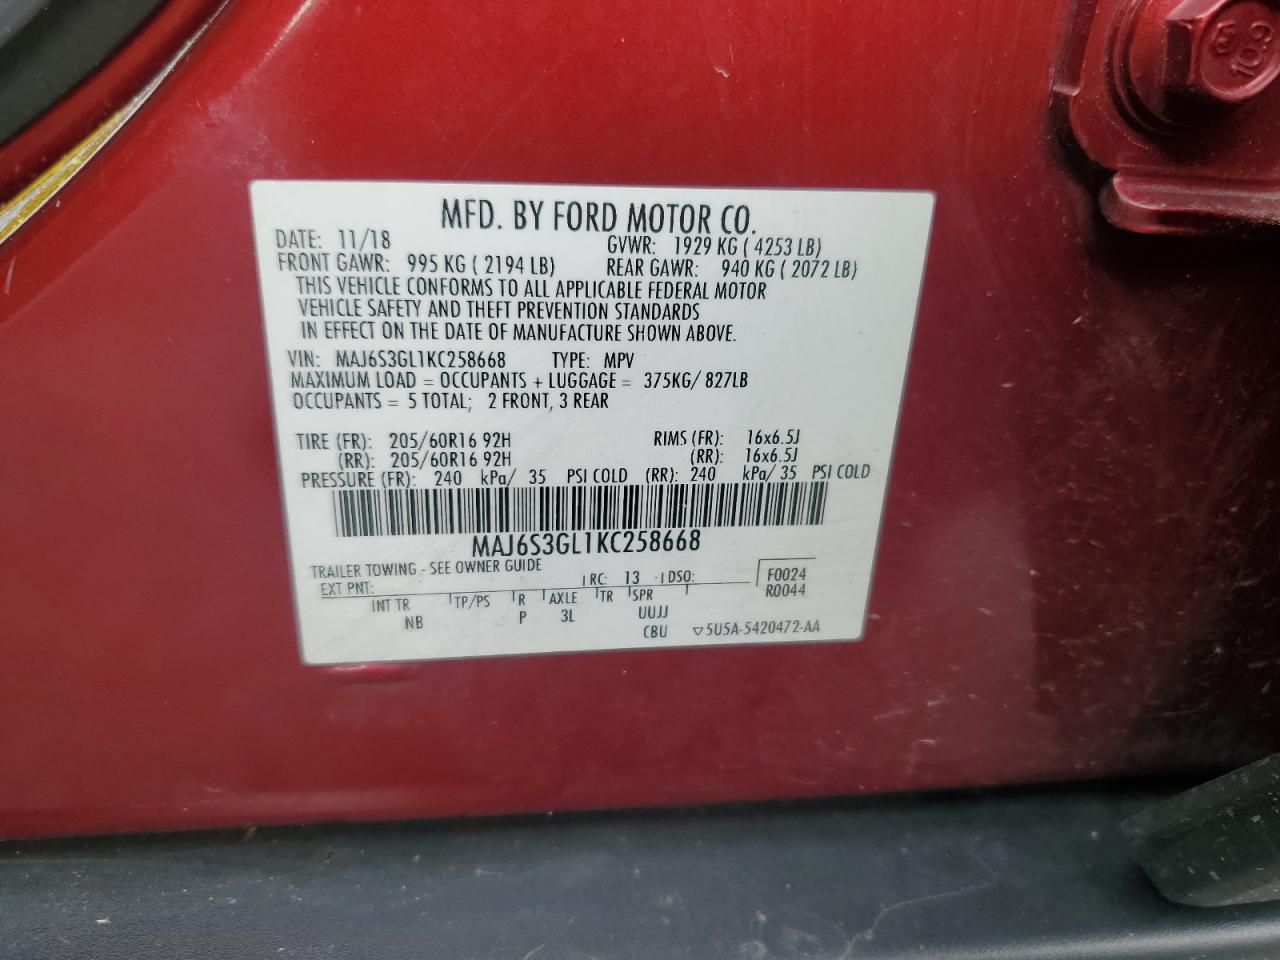 MFD. BY FORD MOTOR CO.
DATE: 11/18 GVWR: 1929 KG ( 4253 LB)
FRONT GAWR: 995 KG ( 2194 LB) REAR GAWR: 940 KG ( 2072 LB)
THIS VEHICLE CONFORMS TO ALL APPLICABLE FEDERAL MOTOR
VEHICLE SAFETY AND THEFT PREVENTION STANDARDS
IN EFFECT ON THE DATE OF MANUFACTURE SHOWN ABOVE.
VIN: MAJ6S3GL1KC258668 TYPE: MPV
MAXIMUM LOAD = OCCUPANTS + LUGGAGE = 375KG/ 827LB
OCCUPANTS = 5 TOTAL; 2 FRONT, 3 REAR
TIRE (FR): 205/60R16 92H RIMS (FR): 16x6.5J
(RR): 205/60R16 92H (RR): 16x6.5J
PRESSURE (FR): 240 kPa/ 35 PSI COLD (RR): 240 kPa/ 35 PSI COLD
MAJ6S3GL1KC258668
TRAILER TOWING - SEE OWNER GUIDE
EXT PNT: RC: 13 DSO: F0024
R0044
INT TR TP/PS R AXLE TR SPR
NB P 3L UUJJ
CBU ▽5U5A-5420472-AA
10.9